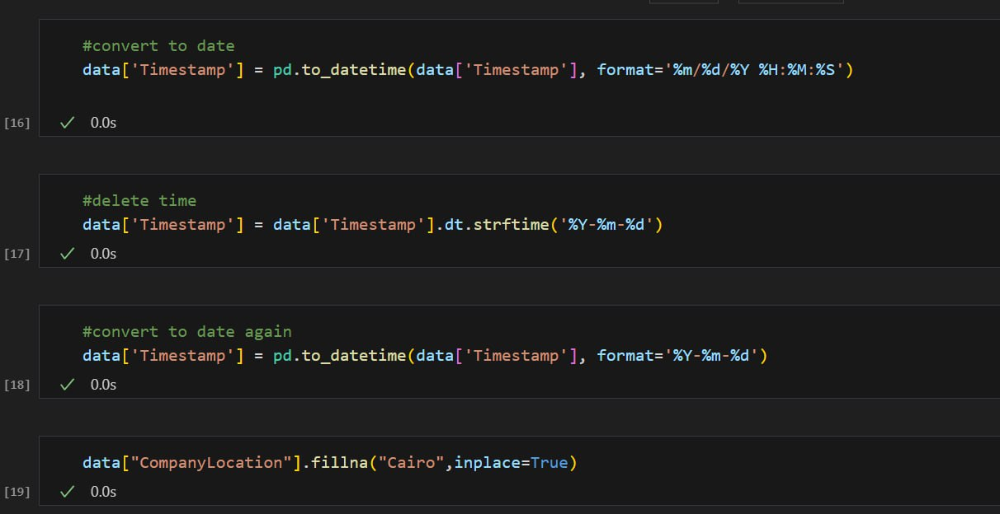 #convert to date
data['Timestamp'] = pd.to_datetime(data['Timestamp'], format='%m/%d/%Y %H:%M:%S')
[16] ✓ 0.0s
#delete time
data['Timestamp'] = data['Timestamp'].dt.strftime('%Y-%m-%d')
[17] ✓ 0.0s
#convert to date again
data['Timestamp'] = pd.to_datetime(data['Timestamp'], format='%Y-%m-%d')
[18] ✓ 0.0s
data["CompanyLocation"].fillna("Cairo",inplace=True)
[19] ✓ 0.0s